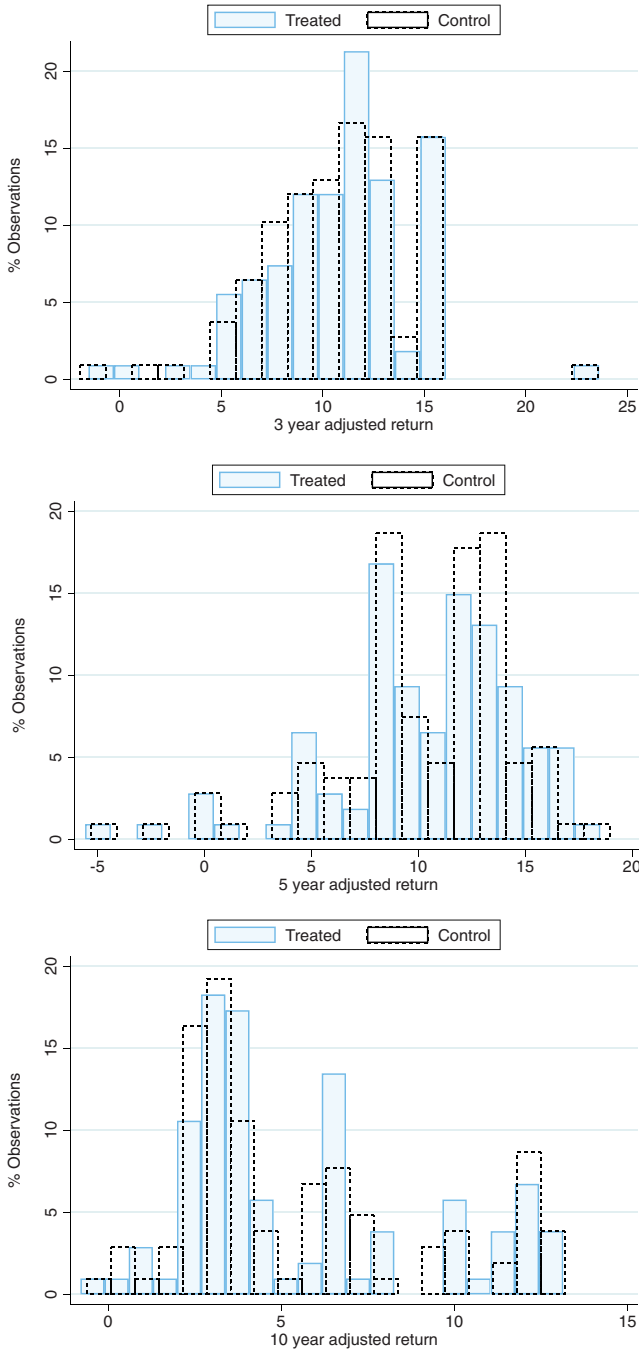 Treated Control
% Observations
20
15
10
5
0
0 5 10 15 20 25
3 year adjusted return
Treated Control
% Observations
20
15
10
5
0
-5 0 5 10 15 20
5 year adjusted return
Treated Control
% Observations
20
15
10
5
0
0 5 10 15
10 year adjusted return